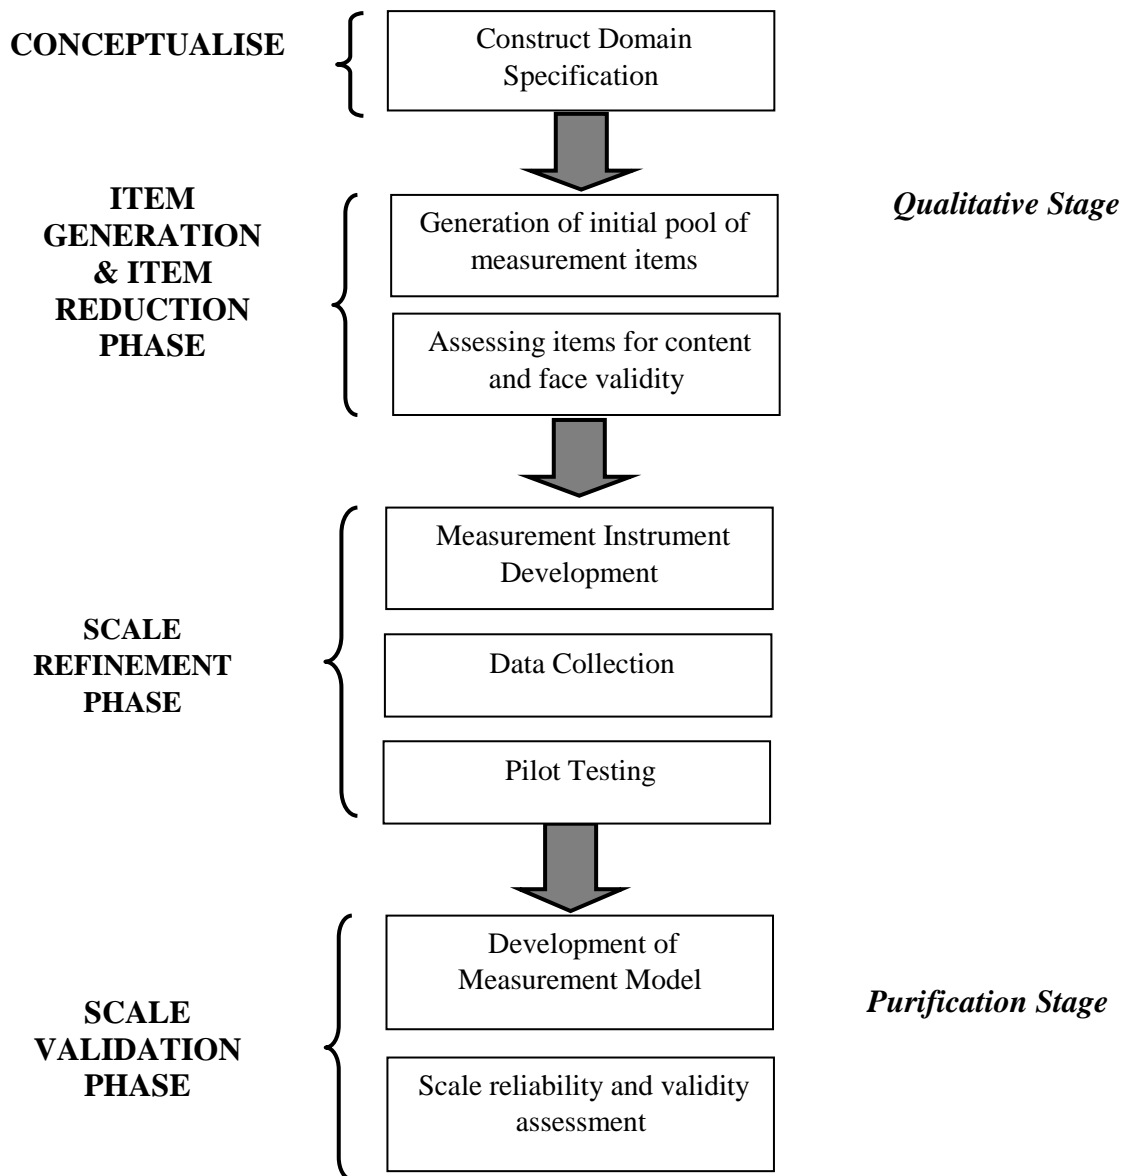 CONCEPTUALISE
Construct Domain
Specification
ITEM
GENERATION
& ITEM
REDUCTION
PHASE
Generation of initial pool of
measurement items
Assessing items for content
and face validity
Qualitative Stage
SCALE
REFINEMENT
PHASE
Measurement Instrument
Development
Data Collection
Pilot Testing
SCALE
VALIDATION
PHASE
Development of
Measurement Model
Scale reliability and validity
assessment
Purification Stage